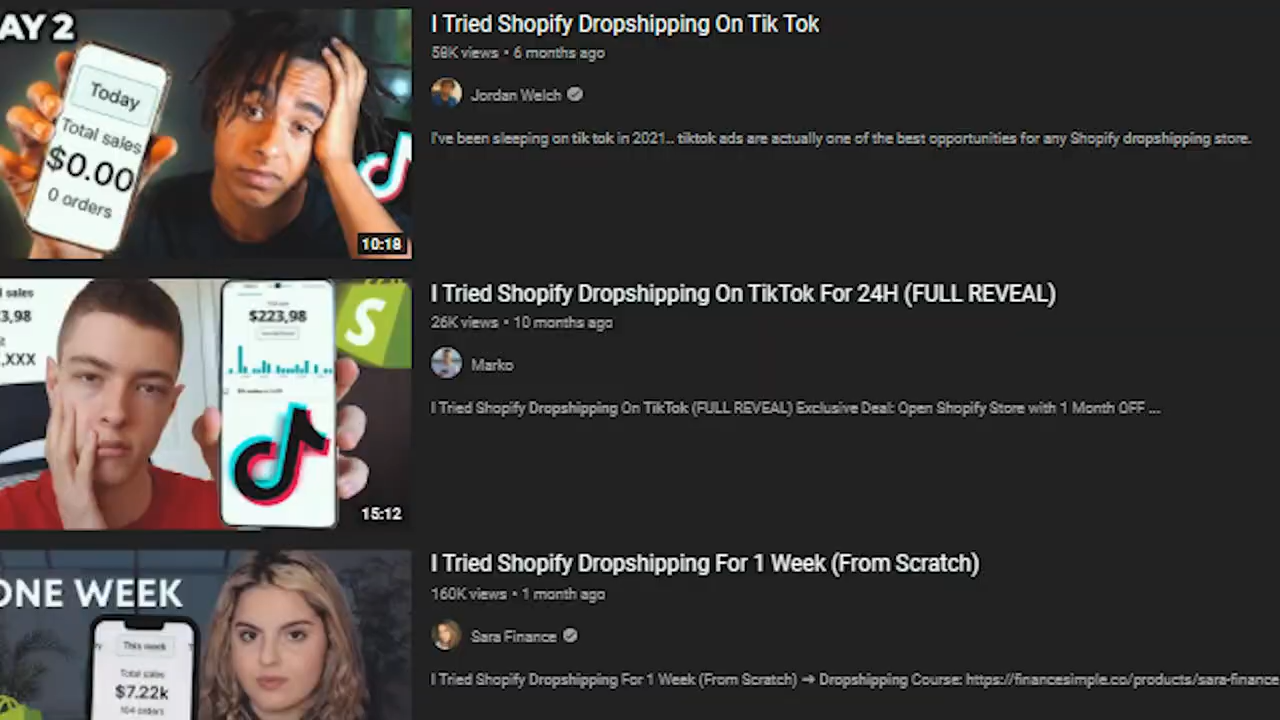 AY 2
Today
Total sales
$0.00
0 orders
10:18
I Tried Shopify Dropshipping On Tik Tok
58K views • 6 months ago
Jordan Welch
I've been sleeping on tik tok in 2021... tiktok ads are actually one of the best opportunities for any Shopify dropshipping store.
sales
3,98
,XXX
$223,98
15:12
I Tried Shopify Dropshipping On TikTok For 24H (FULL REVEAL)
26K views • 10 months ago
Marko
I Tried Shopify Dropshipping On TikTok (FULL REVEAL) Exclusive Deal: Open Shopify Store with 1 Month OFF ...
ONE WEEK
This week
Total sales
$7.22k
104 orders
I Tried Shopify Dropshipping For 1 Week (From Scratch)
160K views • 1 month ago
Sara Finance
I Tried Shopify Dropshipping For 1 Week (From Scratch) ➔ Dropshipping Course: https://financesimple.co/products/sara-finance